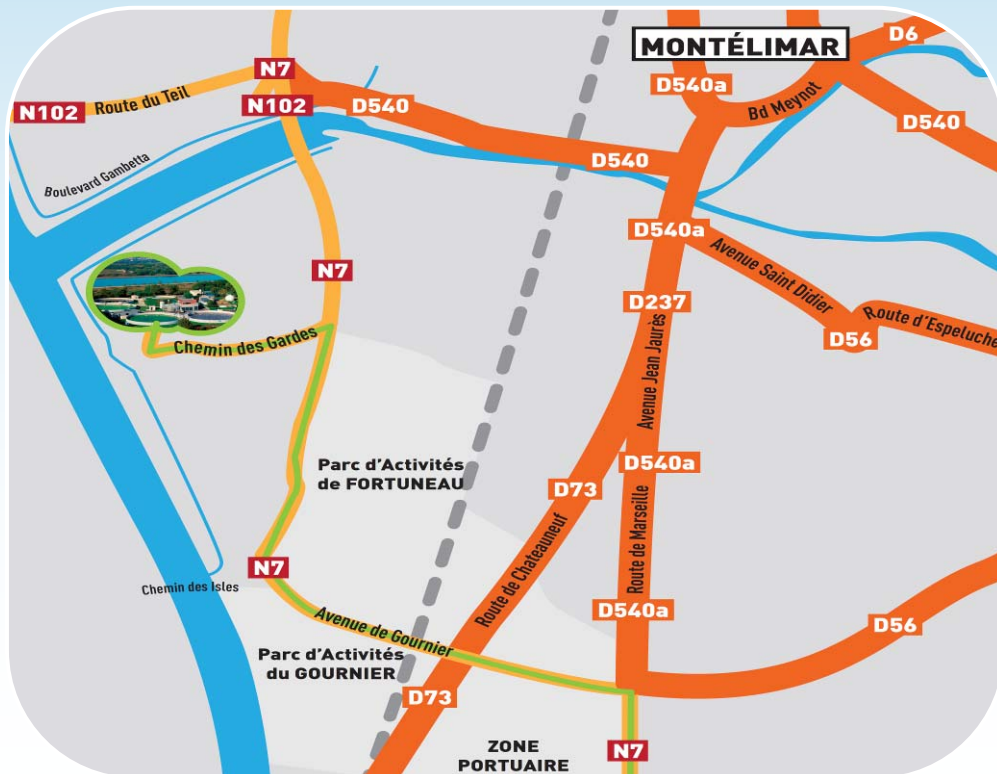 MONTÉLIMAR
D6
N7
D540a
Bd Meynot
N102
Route du Teil
N102
D540
D540
D540
Boulevard Gambetta
D540a
Avenue Saint Didier
N7
D237
Route d'Espeluche
D56
Chemin des Gardes
Avenue Jean Jaurès
Parc d'Activités
de FORTUNEAU
D540a
D73
Route de Marseille
Route de Chateauneuf
N7
Chemin des Isles
D540a
Avenue de Gournier
D56
Parc d'Activités
du GOURNIER
D73
ZONE
PORTUAIRE
N7